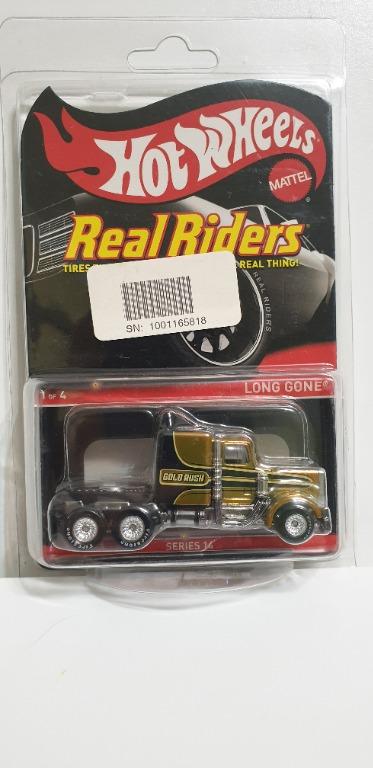 HOT WHEELS
MATTEL
Real Riders
TIRES REAL THING!
REAL RIDERS
SN: 1001165818
1 OF 4
LONG GONE
GOLD RUSH
SERIES 14